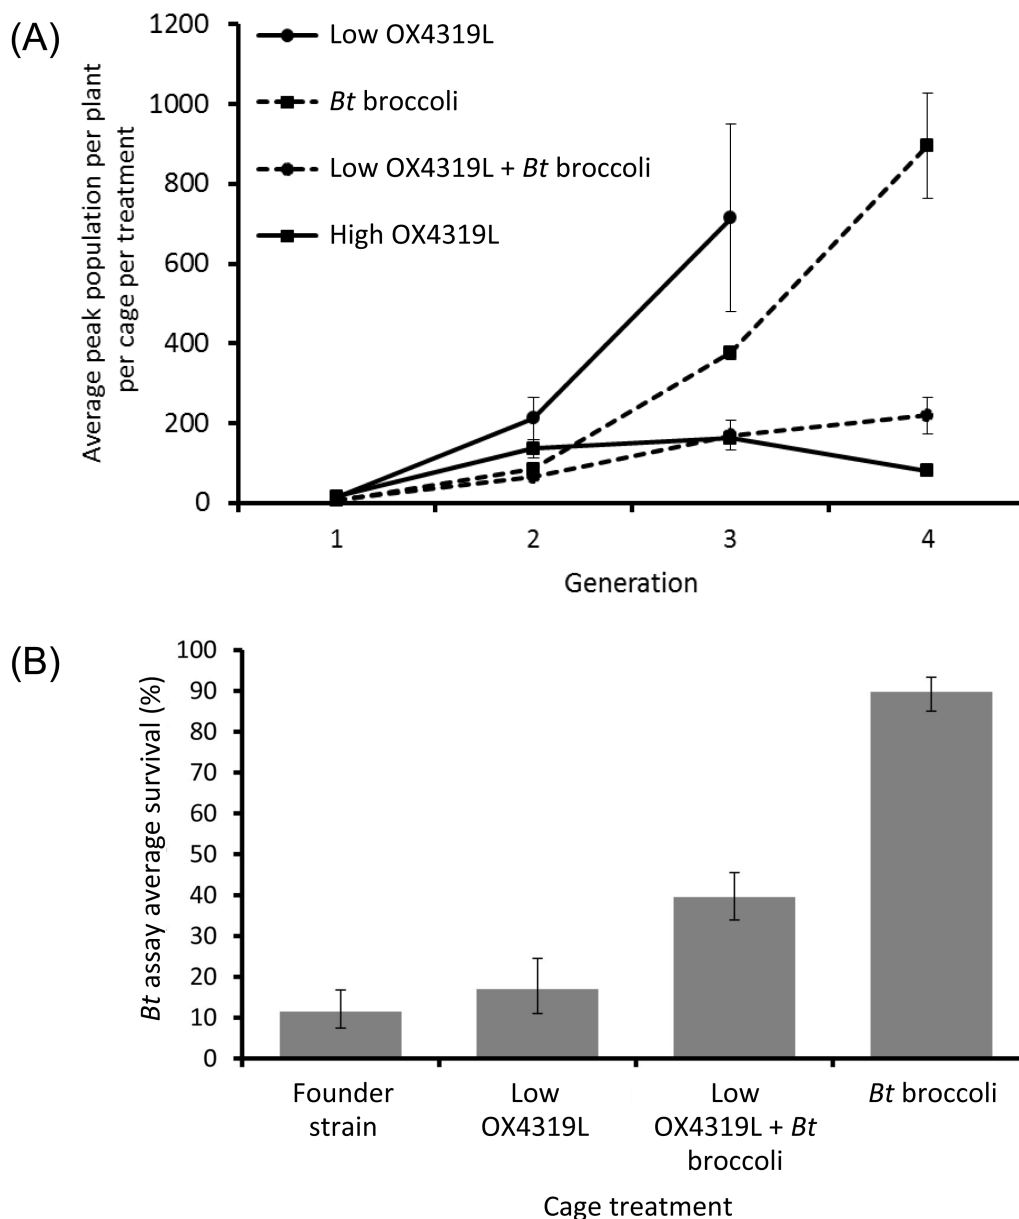 (A)
Average peak population per plant
per cage per treatment
1200
1000
800
600
400
200
0
Low OX4319L
Bt broccoli
Low OX4319L + Bt broccoli
High OX4319L
1 2 3 4
Generation
(B)
Bt assay average survival (%)
100
90
80
70
60
50
40
30
20
10
0
Founder
strain
Low
OX4319L
Low
OX4319L + Bt
broccoli
Bt broccoli
Cage treatment